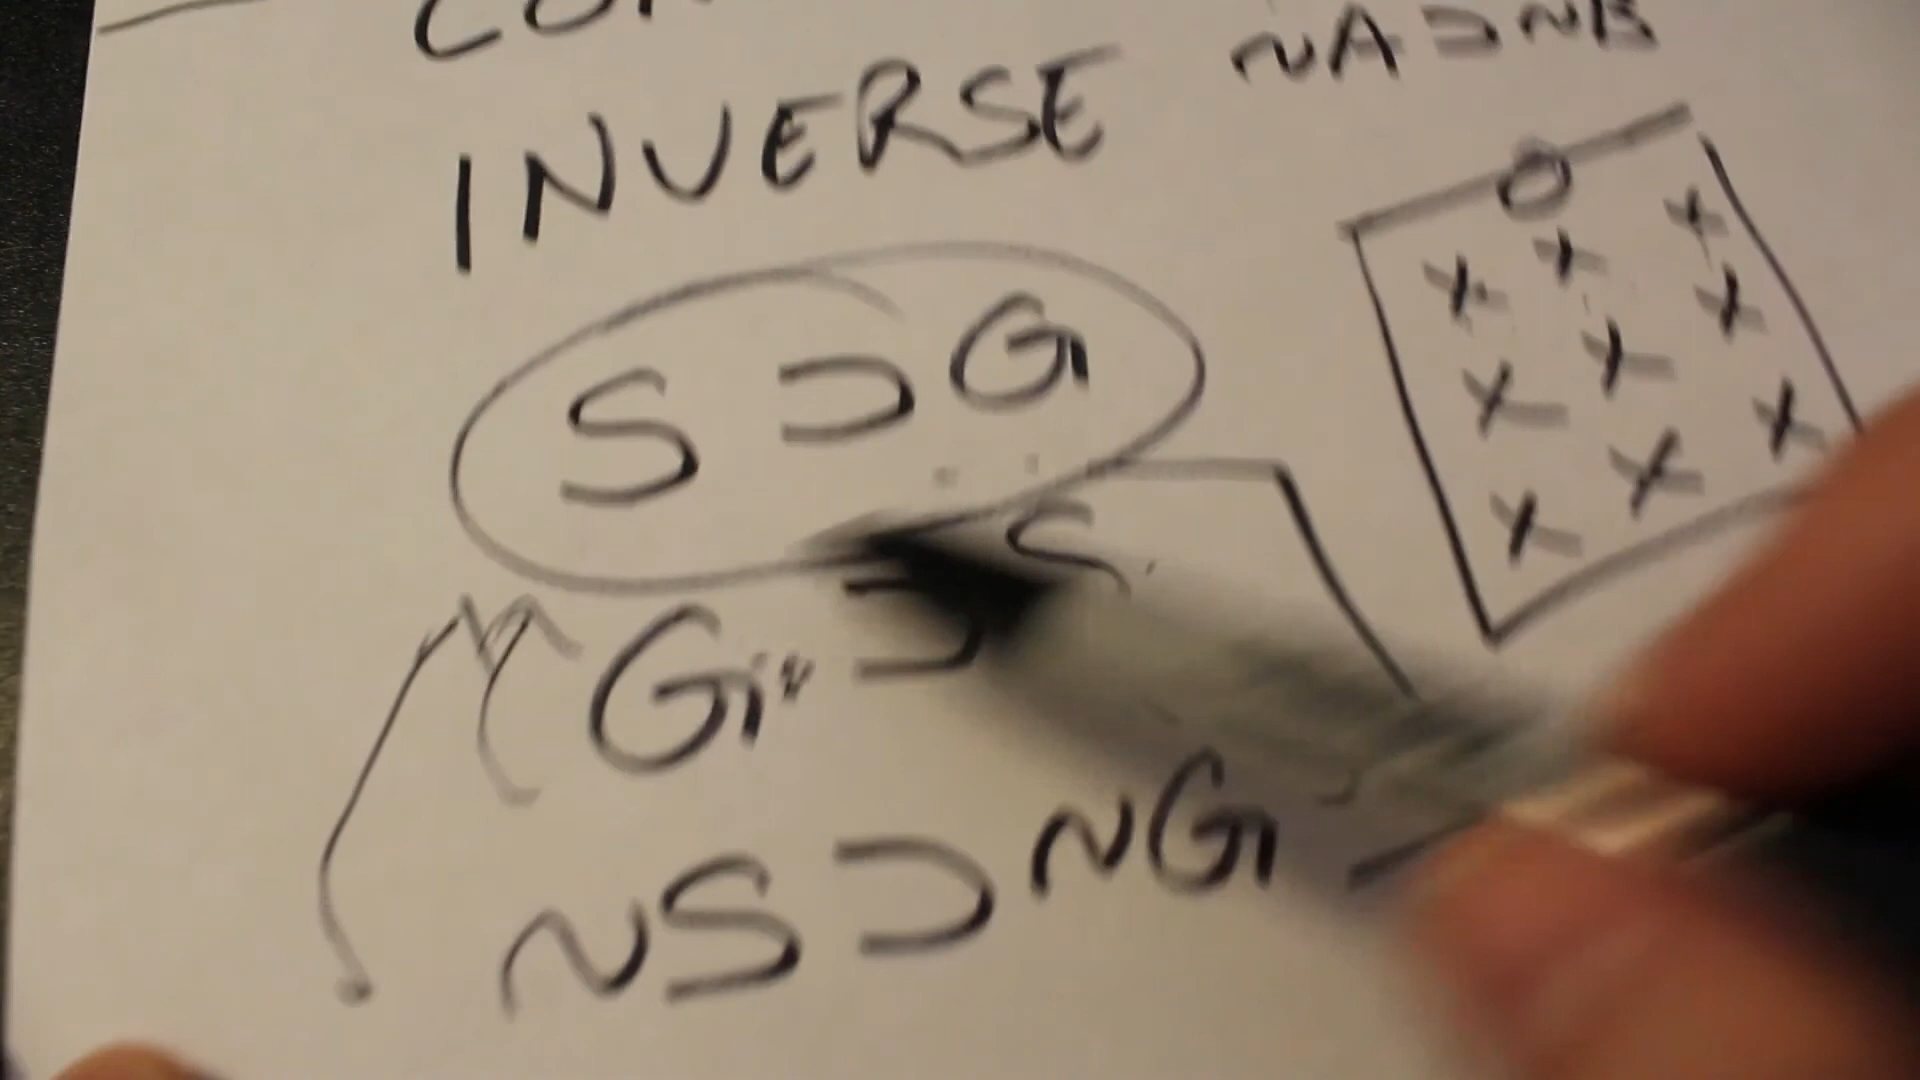 INVERSE ~A ⊃ ~B
S ⊃ G
G ⊃ S
~S ⊃ ~G
O
X X X
X X X
X X X
X